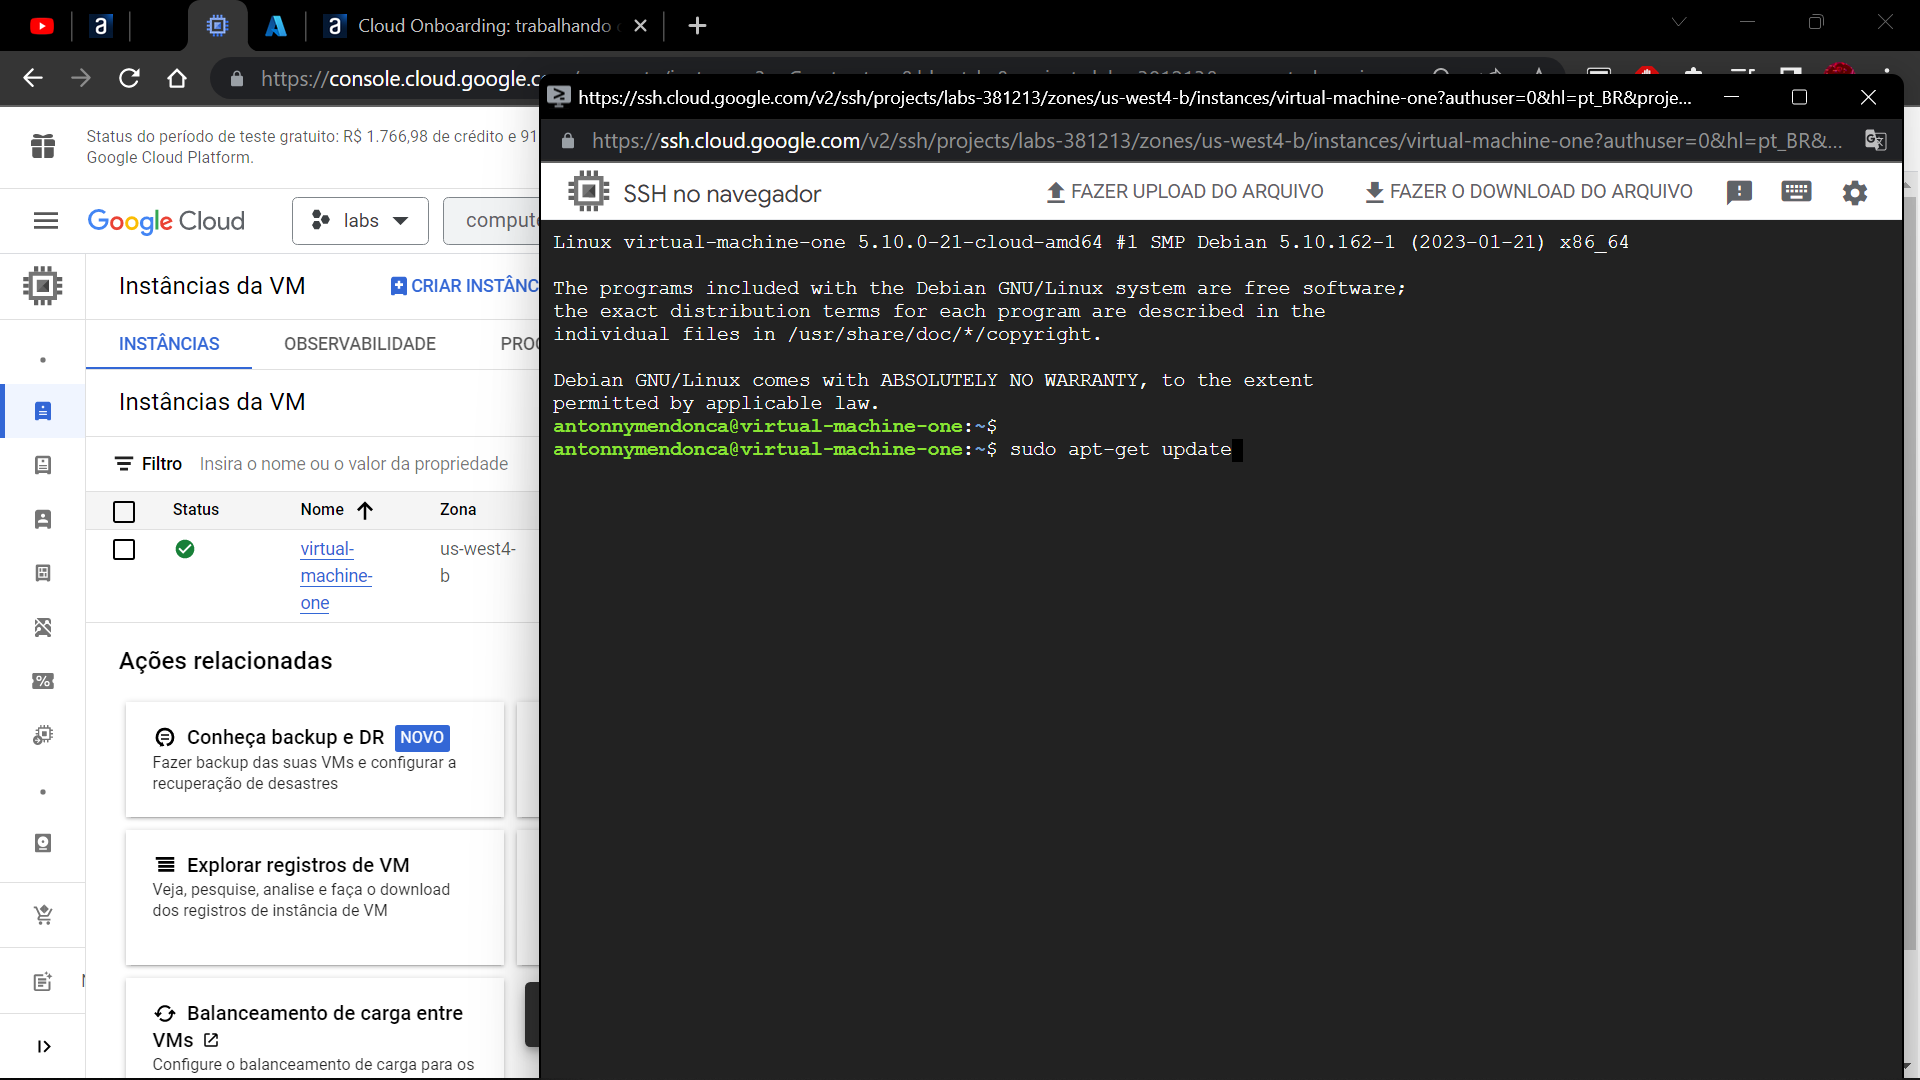 a
a Cloud Onboarding: trabalhando
https://console.cloud.google.c
https://ssh.cloud.google.com/v2/ssh/projects/labs-381213/zones/us-west4-b/instances/virtual-machine-one?authuser=0&hl=pt_BR&proje...
https://ssh.cloud.google.com/v2/ssh/projects/labs-381213/zones/us-west4-b/instances/virtual-machine-one?authuser=0&hl=pt_BR&...
Status do período de teste gratuito: R$ 1.766,98 de crédito e 91
Google Cloud Platform.
Google Cloud
labs
compute
SSH no navegador
FAZER UPLOAD DO ARQUIVO
FAZER O DOWNLOAD DO ARQUIVO
Instâncias da VM
CRIAR INSTÂNC
INSTÂNCIAS
OBSERVABILIDADE
PROG
Instâncias da VM
Filtro Insira o nome ou o valor da propriedade
Status Nome Zona
virtual-machine-one
us-west4-b
Ações relacionadas
Conheça backup e DR NOVO
Fazer backup das suas VMs e configurar a
recuperação de desastres
Explorar registros de VM
Veja, pesquise, analise e faça o download
dos registros de instância de VM
Balanceamento de carga entre
VMs
Configure o balanceamento de carga para os
Linux virtual-machine-one 5.10.0-21-cloud-amd64 #1 SMP Debian 5.10.162-1 (2023-01-21) x86_64
The programs included with the Debian GNU/Linux system are free software;
the exact distribution terms for each program are described in the
individual files in /usr/share/doc/*/copyright.
Debian GNU/Linux comes with ABSOLUTELY NO WARRANTY, to the extent
permitted by applicable law.
antonnymendonca@virtual-machine-one:~$
antonnymendonca@virtual-machine-one:~$ sudo apt-get update